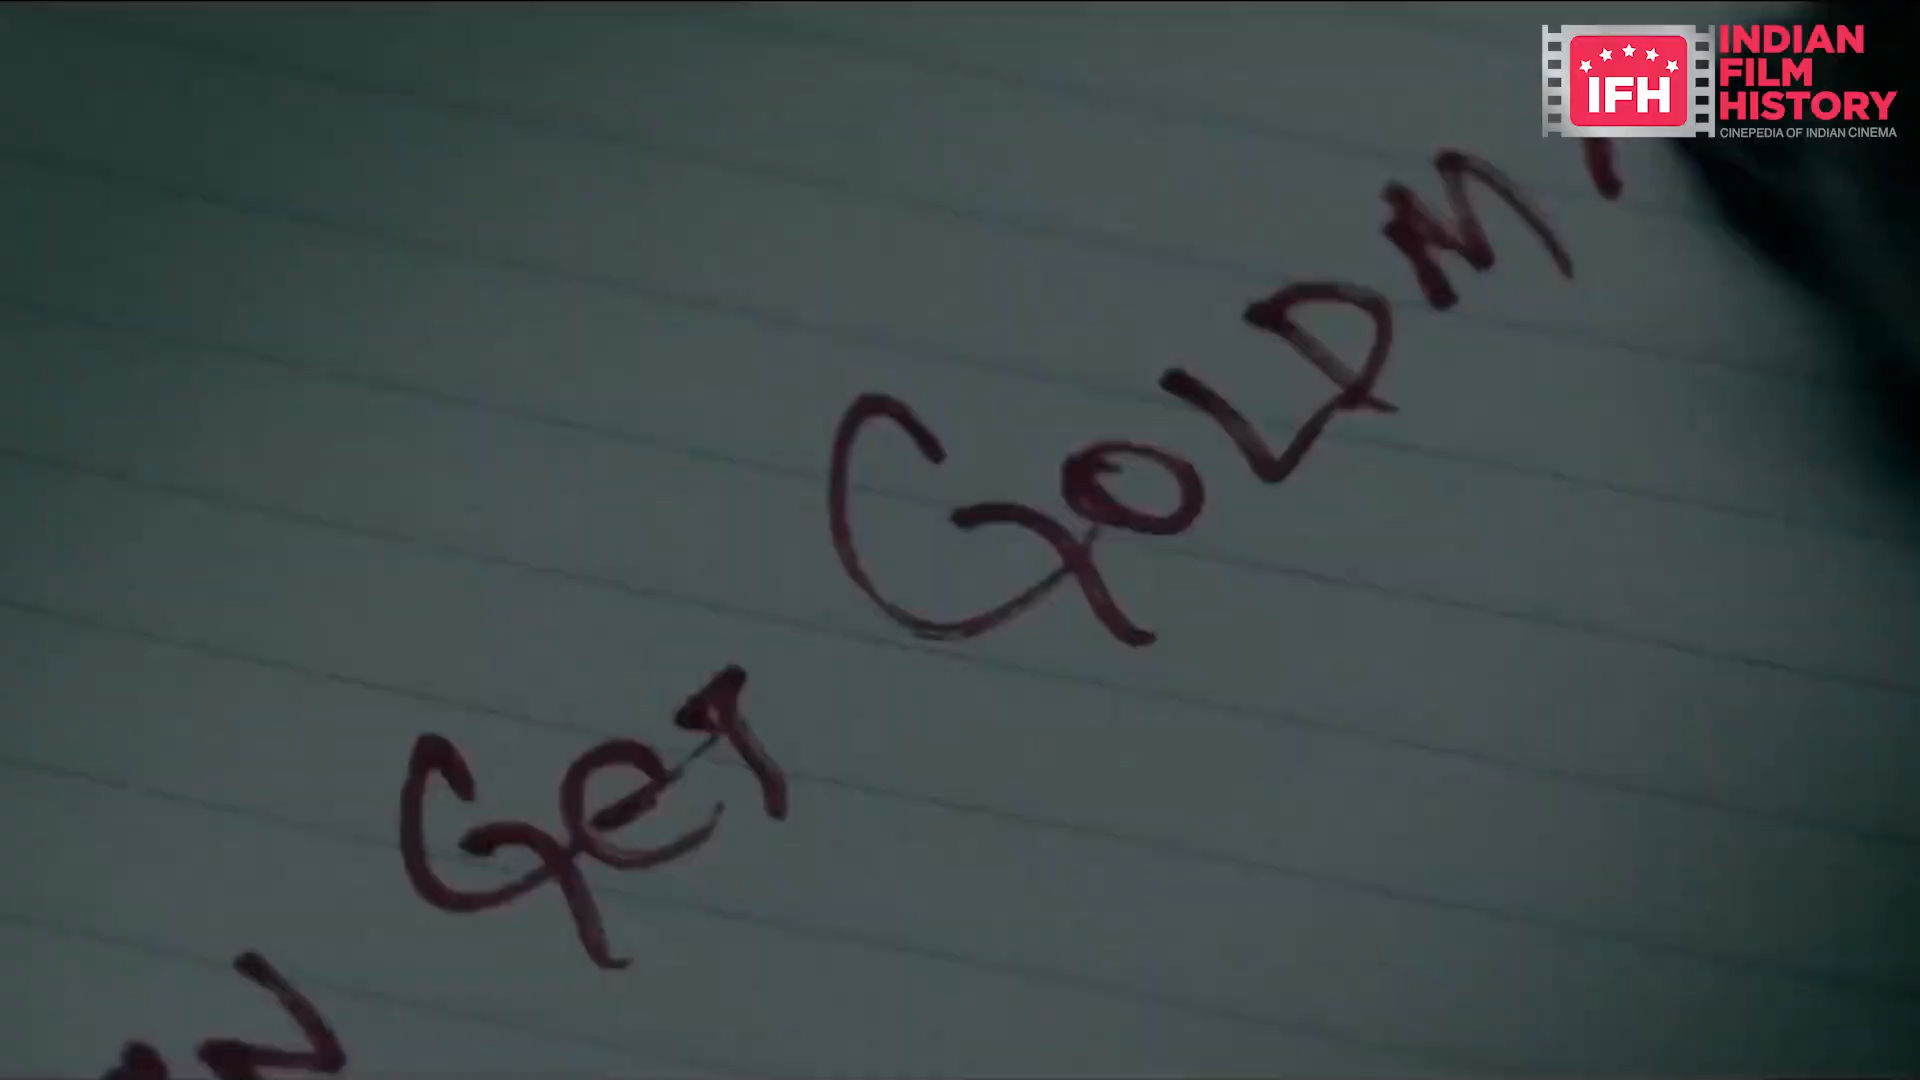 GeT GOLDM
INDIAN
FILM
HISTORY
IFH
CINEPEDIA OF INDIAN CINEMA